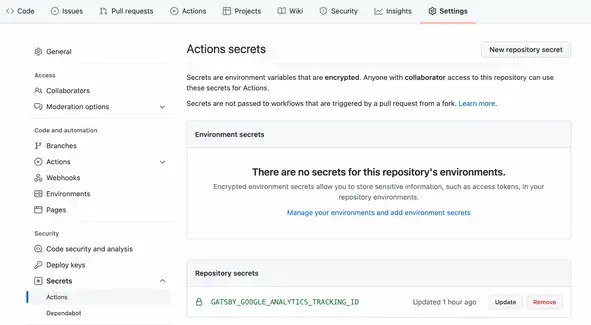 Code Issues Pull requests Actions Projects Wiki Security Insights Settings
General
Access
Collaborators
Moderation options
Code and automation
Branches
Actions
Webhooks
Environments
Pages
Security
Code security and analysis
Deploy keys
Secrets
Actions
Dependabot
Actions secrets
New repository secret
Secrets are environment variables that are encrypted. Anyone with collaborator access to this repository can use
these secrets for Actions.
Secrets are not passed to workflows that are triggered by a pull request from a fork. Learn more.
Environment secrets
There are no secrets for this repository's environments.
Encrypted environment secrets allow you to store sensitive information, such as access tokens, in your
repository environments.
Manage your environments and add environment secrets
Repository secrets
GATSBY_GOOGLE_ANALYTICS_TRACKING_ID Updated 1 hour ago Update Remove